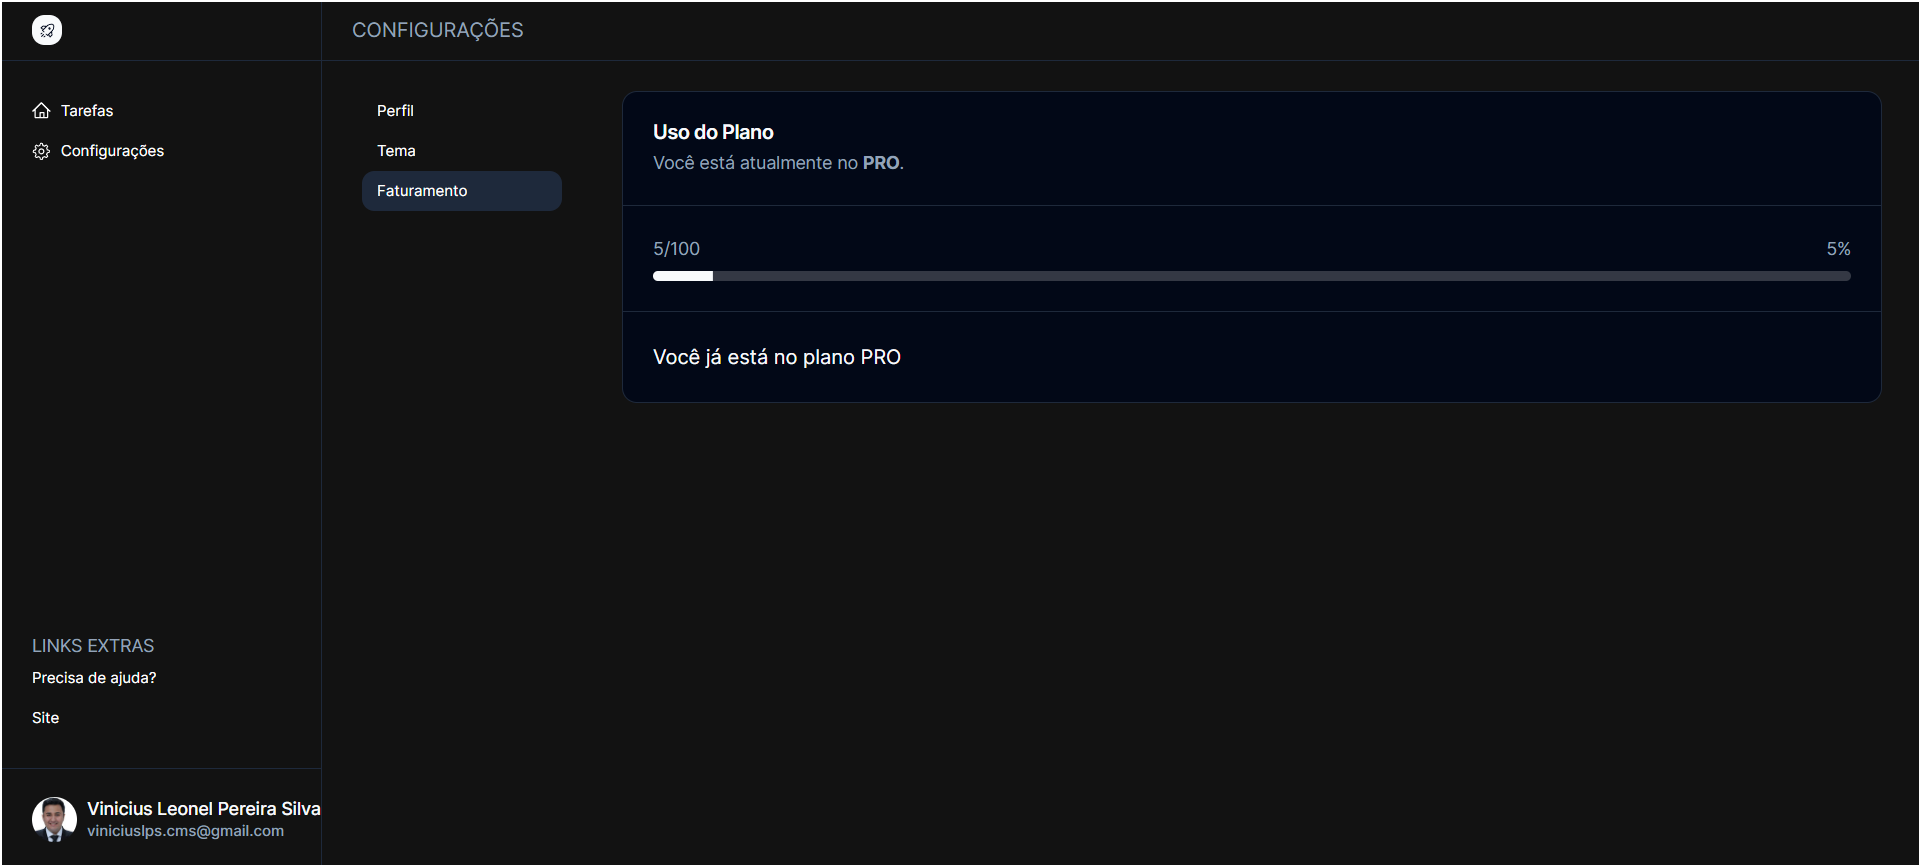 CONFIGURAÇÕES
Tarefas
Configurações
Perfil
Tema
Faturamento
Uso do Plano
Você está atualmente no PRO.
5/100
5%
Você já está no plano PRO
LINKS EXTRAS
Precisa de ajuda?
Site
Vinicius Leonel Pereira Silva
viniciuslps.cms@gmail.com